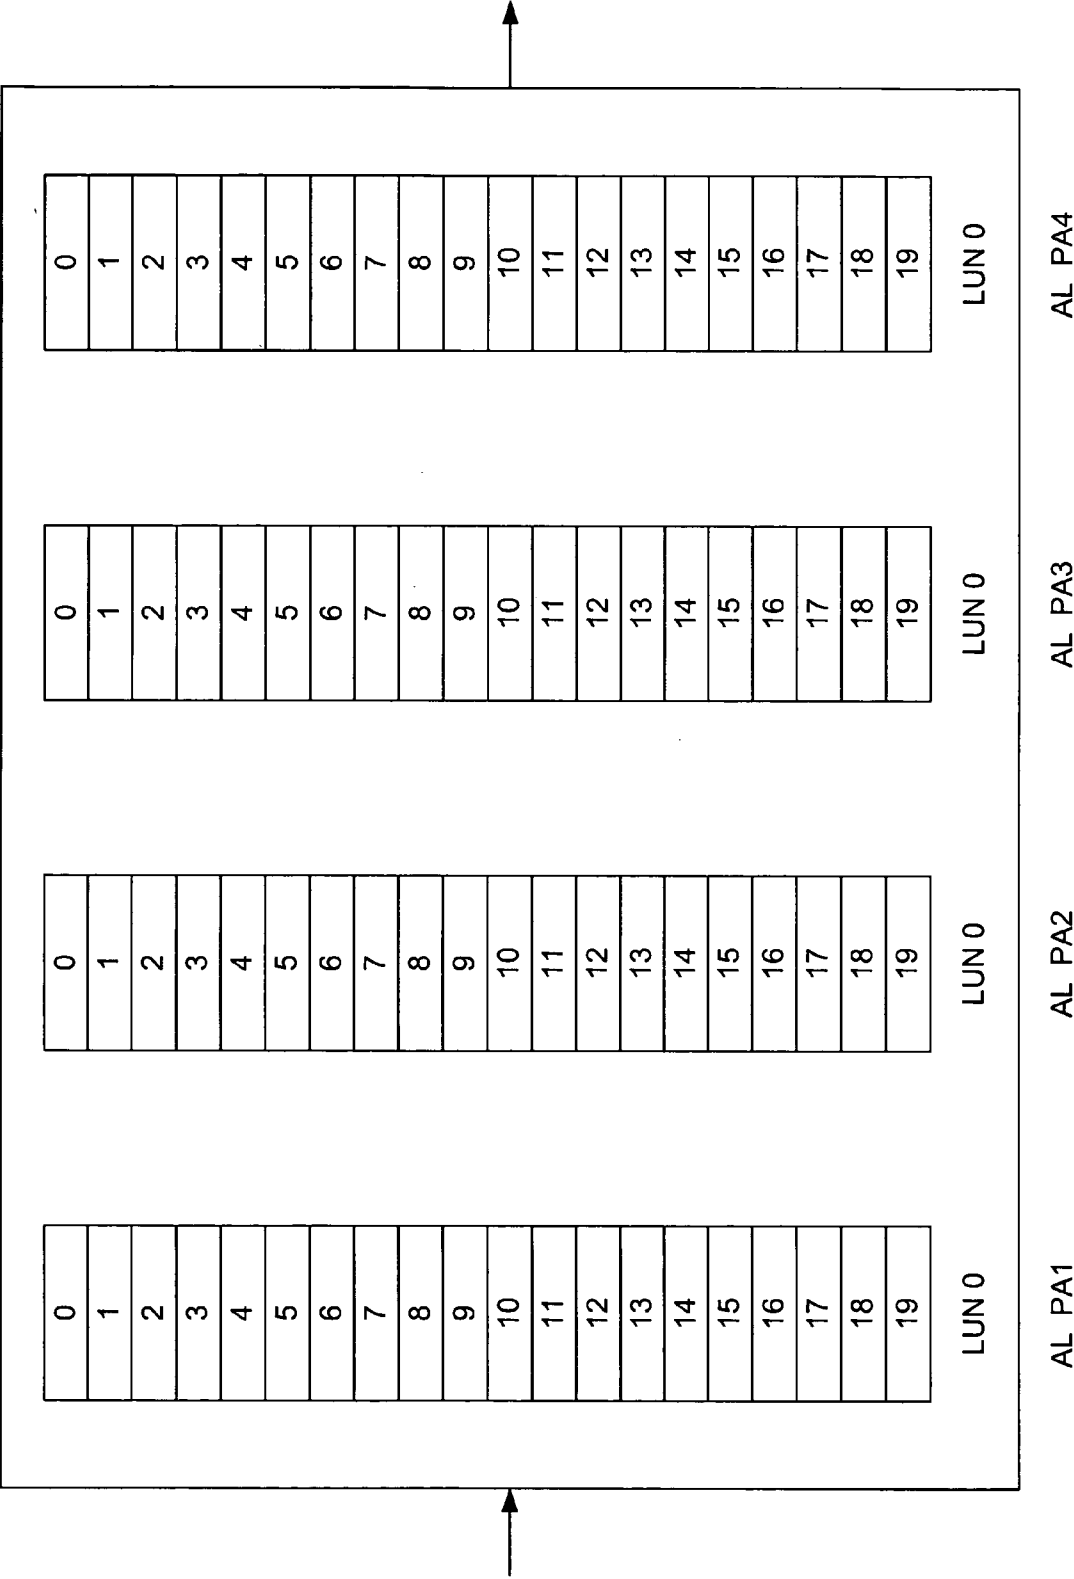 0 0 0 0
1 1 1 1
2 2 2 2
3 3 3 3
4 4 4 4
5 5 5 5
6 6 6 6
7 7 7 7
8 8 8 8
9 9 9 9
10 10 10 10
11 11 11 11
12 12 12 12
13 13 13 13
14 14 14 14
15 15 15 15
16 16 16 16
17 17 17 17
18 18 18 18
19 19 19 19
LUN 0 LUN 0 LUN 0 LUN 0
AL PA1 AL PA2 AL PA3 AL PA4